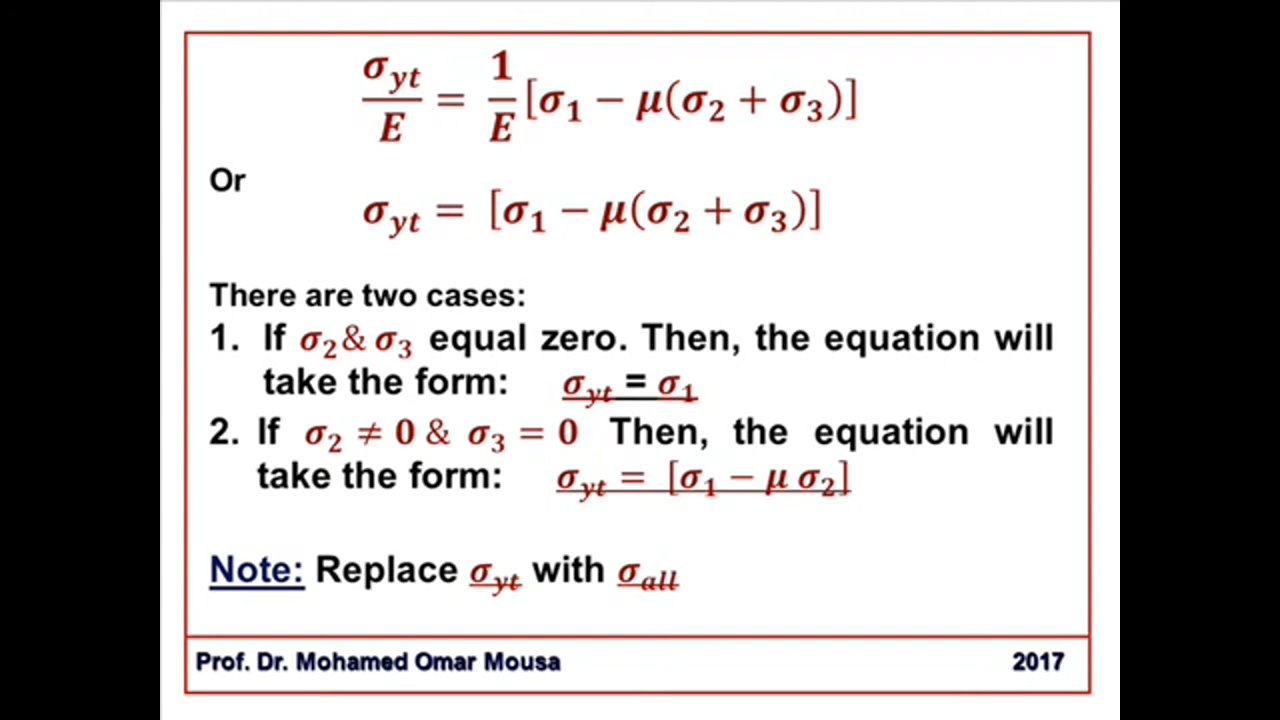 σyt/E = 1/E [σ1 − μ(σ2 + σ3)]
Or
σyt = [σ1 − μ(σ2 + σ3)]
There are two cases:
1. If σ2& σ3 equal zero. Then, the equation will
take the form: σyt = σ1
2. If σ2 ≠ 0 & σ3 = 0 Then, the equation will
take the form: σyt = [σ1 − μ σ2]
Note: Replace σyt with σall
Prof. Dr. Mohamed Omar Mousa 2017